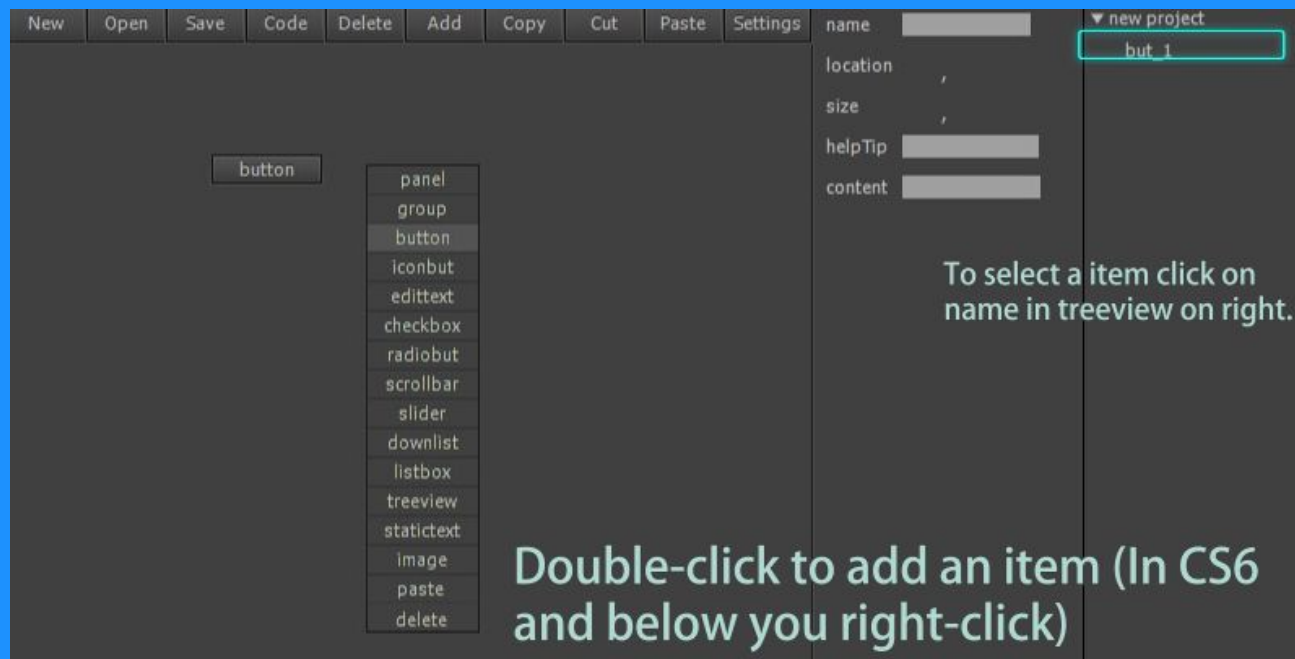 New Open Save Code Delete Add Copy Cut Paste Settings
name
location ,
size ,
helpTip
content
▼ new project
but_1
button
panel
group
button
iconbut
edittext
checkbox
radiobut
scrollbar
slider
downlist
listbox
treeview
statictext
image
paste
delete
To select a item click on
name in treeview on right.
Double-click to add an item (In CS6
and below you right-click)